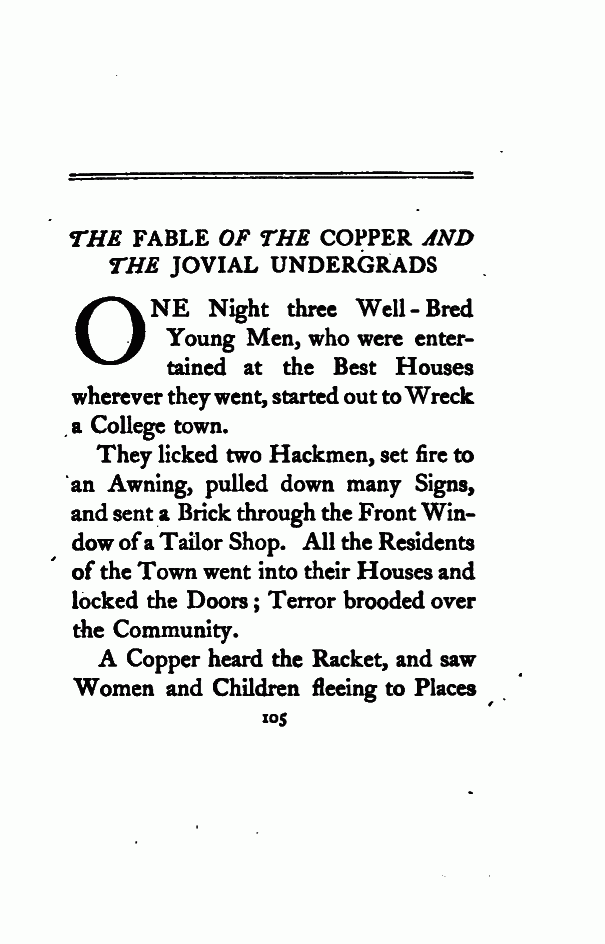 THE FABLE OF THE COPPER AND
THE JOVIAL UNDERGRADS
ONE Night three Well-Bred
Young Men, who were enter-
tained at the Best Houses
wherever they went, started out to Wreck
a College town.
They licked two Hackmen, set fire to
an Awning, pulled down many Signs,
and sent a Brick through the Front Win-
dow of a Tailor Shop. All the Residents
of the Town went into their Houses and
locked the Doors; Terror brooded over
the Community.
A Copper heard the Racket, and saw
Women and Children fleeing to Places
105